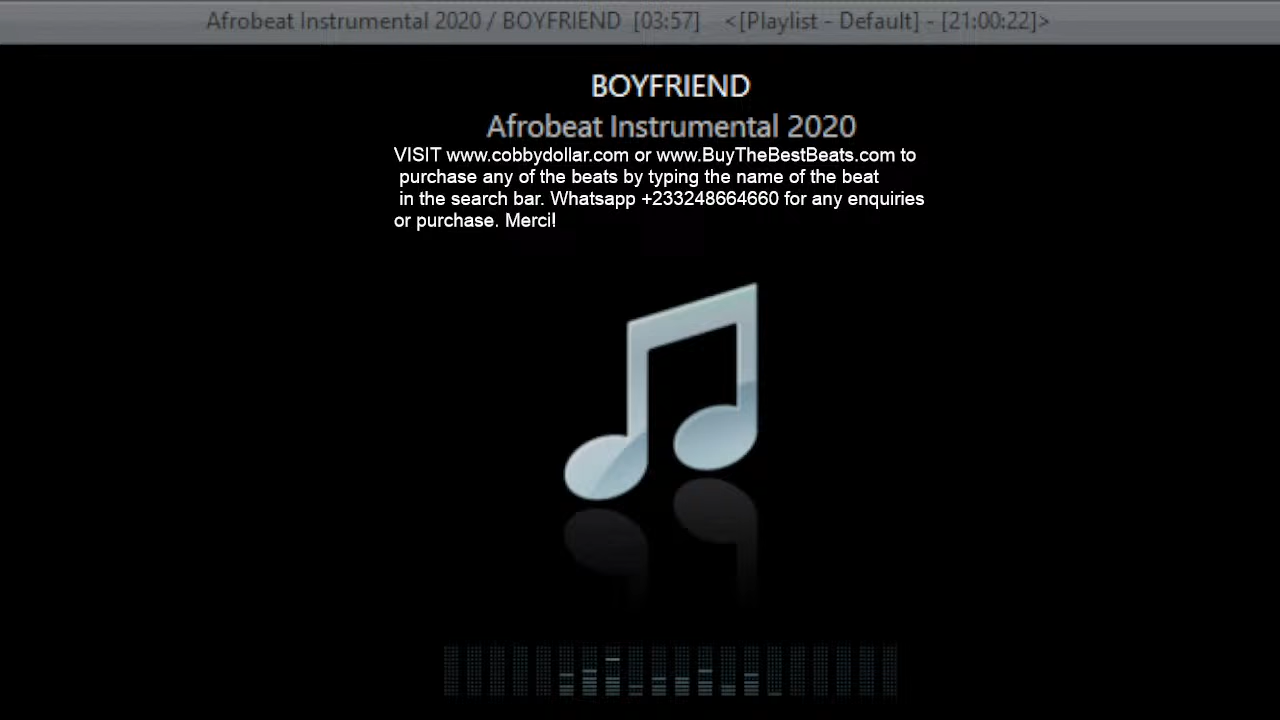 Afrobeat Instrumental 2020 / BOYFRIEND [03:57] <[Playlist - Default] - [21:00:22]>
BOYFRIEND
Afrobeat Instrumental 2020
VISIT www.cobbydollar.com or www.BuyTheBestBeats.com to
purchase any of the beats by typing the name of the beat
in the search bar. Whatsapp +233248664660 for any enquiries
or purchase. Merci!